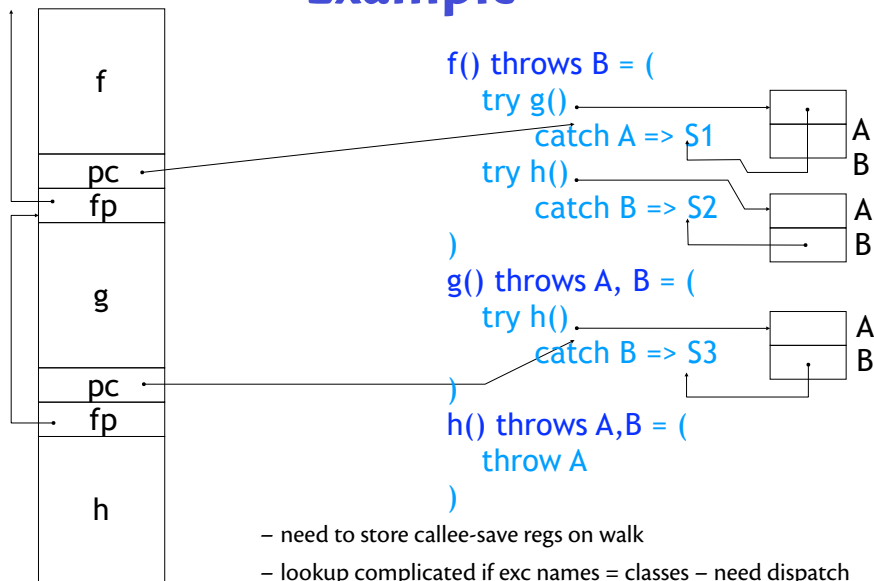 Example
f
pc
fp
g
pc
fp
h
f() throws B = (
try g()
catch A => S1
try h()
catch B => S2
)
g() throws A, B = (
try h()
catch B => S3
)
h() throws A,B = (
throw A
)
A
B
A
B
A
B
– need to store callee-save regs on walk
– lookup complicated if exc names = classes – need dispatch